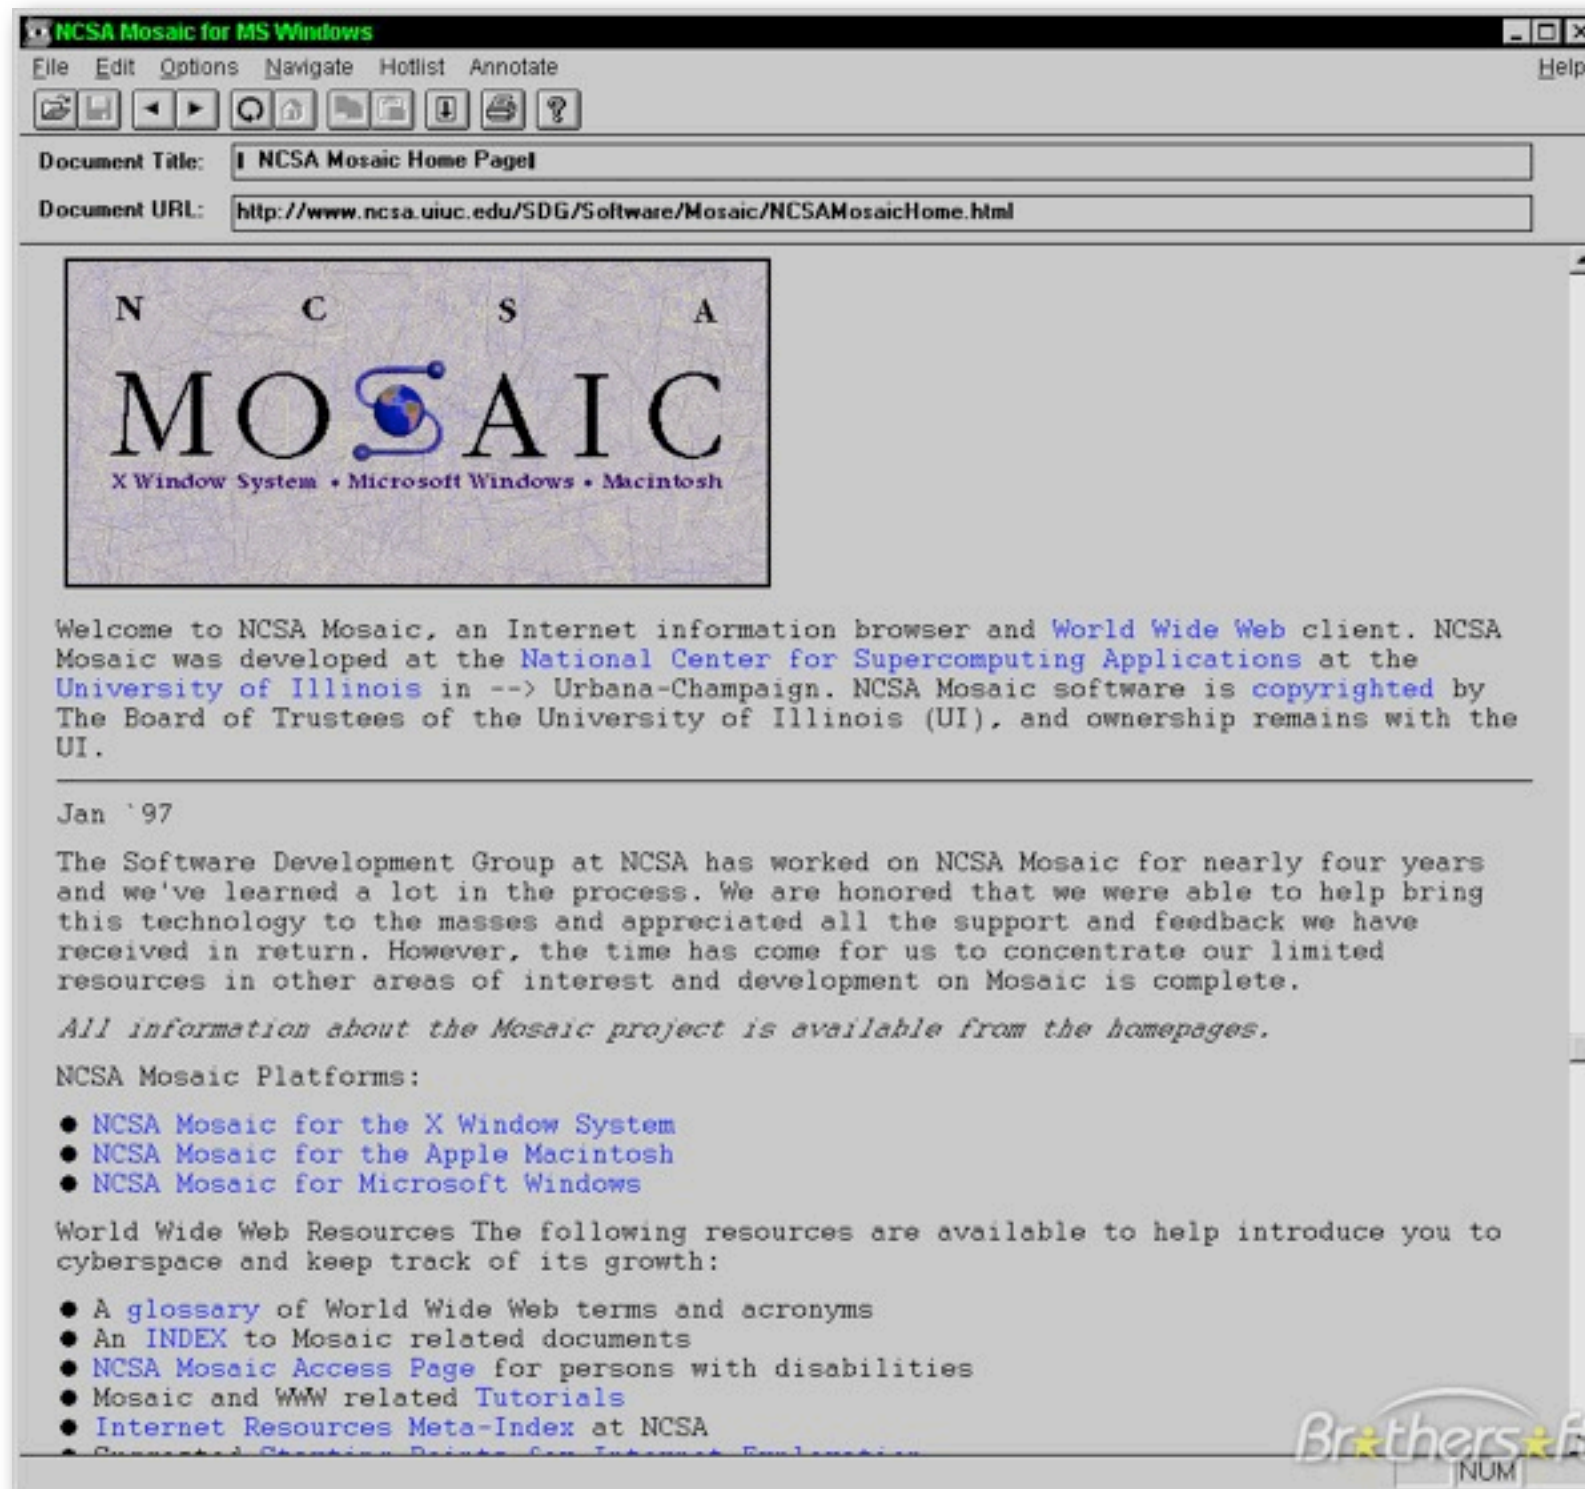 NCSA Mosaic for MS Windows
File Edit Options Navigate Hotlist Annotate Help
Document Title: NCSA Mosaic Home Page
Document URL: http://www.ncsa.uiuc.edu/SDG/Software/Mosaic/NCSAMosaicHome.html
N C S A
MOSAIC
X Window System • Microsoft Windows • Macintosh
Welcome to NCSA Mosaic, an Internet information browser and World Wide Web client. NCSA
Mosaic was developed at the National Center for Supercomputing Applications at the
University of Illinois in --> Urbana-Champaign. NCSA Mosaic software is copyrighted by
The Board of Trustees of the University of Illinois (UI), and ownership remains with the
UI.
Jan `97
The Software Development Group at NCSA has worked on NCSA Mosaic for nearly four years
and we've learned a lot in the process. We are honored that we were able to help bring
this technology to the masses and appreciated all the support and feedback we have
received in return. However, the time has come for us to concentrate our limited
resources in other areas of interest and development on Mosaic is complete.
All information about the Mosaic project is available from the homepages.
NCSA Mosaic Platforms:
● NCSA Mosaic for the X Window System
● NCSA Mosaic for the Apple Macintosh
● NCSA Mosaic for Microsoft Windows
World Wide Web Resources The following resources are available to help introduce you to
cyberspace and keep track of its growth:
● A glossary of World Wide Web terms and acronyms
● An INDEX to Mosaic related documents
● NCSA Mosaic Access Page for persons with disabilities
● Mosaic and WWW related Tutorials
● Internet Resources Meta-Index at NCSA
● Suggested Starting Points for Internet Exploration
Brothers
NUM